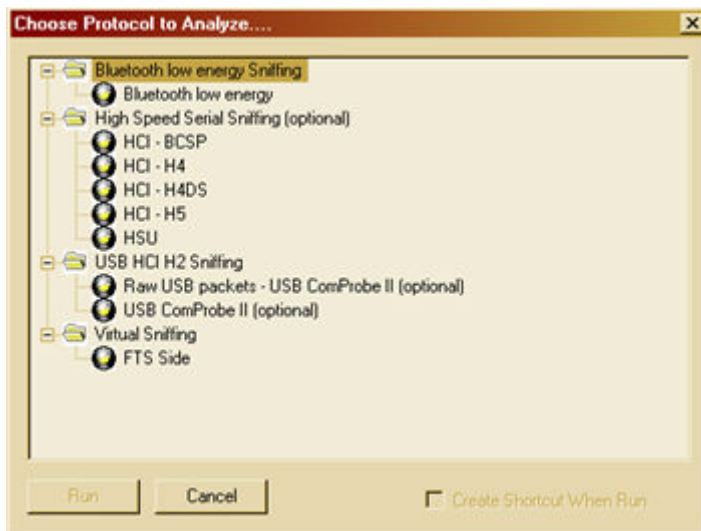 Choose Protocol to Analyze....
Bluetooth low energy Sniffing
Bluetooth low energy
High Speed Serial Sniffing (optional)
HCI - BCSP
HCI - H4
HCI - H4DS
HCI - H5
HSU
USB HCI H2 Sniffing
Raw USB packets - USB ComProbe II (optional)
USB ComProbe II (optional)
Virtual Sniffing
FTS Side
Run Cancel Create Shortcut When Run